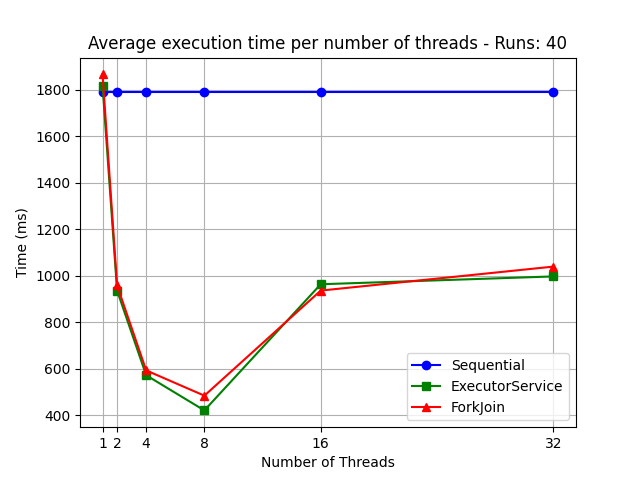 Average execution time per number of threads - Runs: 40
Time (ms)
1800
1600
1400
1200
1000
800
600
400
1 2 4 8 16 32
Number of Threads
Sequential
ExecutorService
ForkJoin